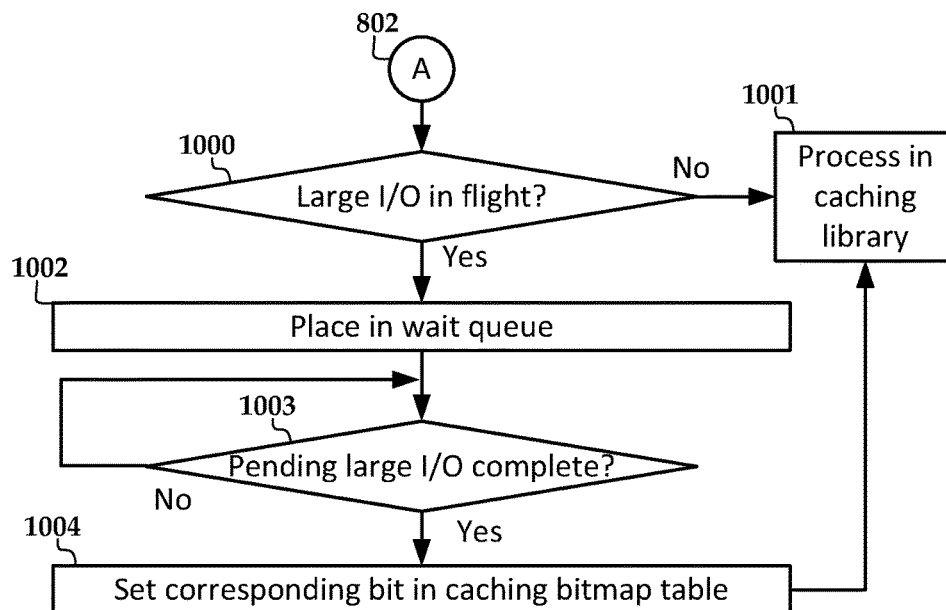 802
A
1001
1000
Process in
caching
library
No
Large I/O in flight?
Yes
1002
Place in wait queue
1003
Pending large I/O complete?
No
Yes
1004
Set corresponding bit in caching bitmap table